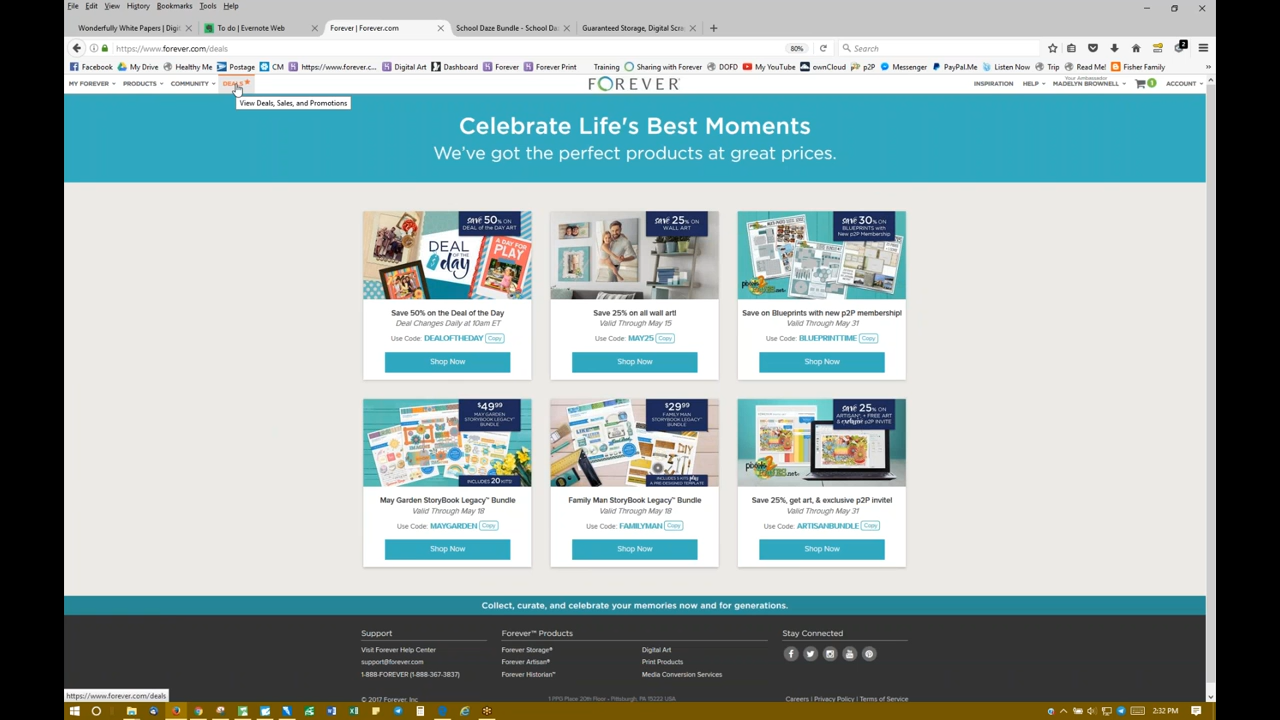 File Edit View History Bookmarks Tools Help
Wonderfully White Papers | Digi × To do | Evernote Web × Forever | Forever.com × School Daze Bundle - School Da: × Guaranteed Storage, Digital Scra × +
https://www.forever.com/deals 80% Search 2
Facebook My Drive Healthy Me Postage CM https://www.forever.c... Digital Art Dashboard Forever Forever Print Training Sharing with Forever DOFD My YouTube ownCloud p2P Messenger PayPal.Me Listen Now Trip Read Me! Fisher Family »
MY FOREVER PRODUCTS COMMUNITY DEALS FOREVER INSPIRATION HELP Your Ambassador MADELYN BROWNELL 1 ACCOUNT
View Deals, Sales, and Promotions
Celebrate Life's Best Moments
We've got the perfect products at great prices.
save 50% ON DEAL of the DAY ART
DEAL of the day
A DAY FOR PLAY
save 25% ON WALL ART
save 30% ON BLUEPRINTS with New p2P Membership!
Save 50% on the Deal of the Day
Deal Changes Daily at 10am ET
Use Code: DEALOFTHEDAY Copy
Shop Now
Save 25% on all wall art!
Valid Through May 15
Use Code: MAY25 Copy
Shop Now
Save on Blueprints with new p2P membership!
Valid Through May 31
Use Code: BLUEPRINTTIME Copy
Shop Now
$49.99 MAY GARDEN STORYBOOK LEGACY™ BUNDLE
INCLUDES 20 KITS!
$29.99 FAMILY MAN STORYBOOK LEGACY™ BUNDLE
save 25% ON ARTISAN®, + FREE ART & exclusive p2P INVITE
May Garden StoryBook Legacy™ Bundle
Valid Through May 18
Use Code: MAYGARDEN Copy
Shop Now
Family Man StoryBook Legacy™ Bundle
Valid Through May 18
Use Code: FAMILYMAN Copy
Shop Now
Save 25%, get art, & exclusive p2P invite!
Valid Through May 31
Use Code: ARTISANBUNDLE Copy
Shop Now
Collect, curate, and celebrate your memories now and for generations.
Support
Visit Forever Help Center
support@forever.com
1-888-FOREVER (1-888-367-3837)
Forever™ Products
Forever Storage® Digital Art
Forever Artisan® Print Products
Forever Historian™ Media Conversion Services
Stay Connected
https://www.forever.com/deals
© 2017 Forever, Inc. 1 PPG Place 20th Floor - Pittsburgh, PA 15222 USA Careers | Privacy Policy | Terms of Service
2:32 PM